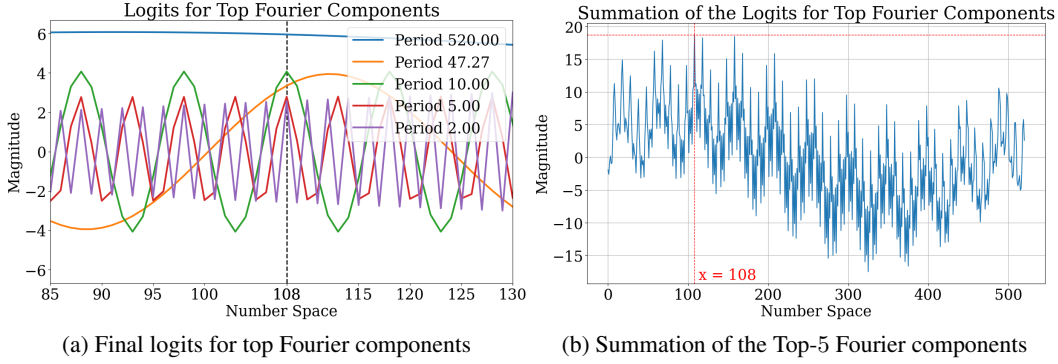 Logits for Top Fourier Components
6
4
2
0
−2
−4
−6
Magnitude
Period 520.00
Period 47.27
Period 10.00
Period 5.00
Period 2.00
85 90 95 100 108 115 120 125 130
Number Space
(a) Final logits for top Fourier components
Summation of the Logits for Top Fourier Components
20
15
10
5
0
−5
−10
−15
Magnitude
x = 108
0 100 200 300 400 500
Number Space
(b) Summation of the Top-5 Fourier components